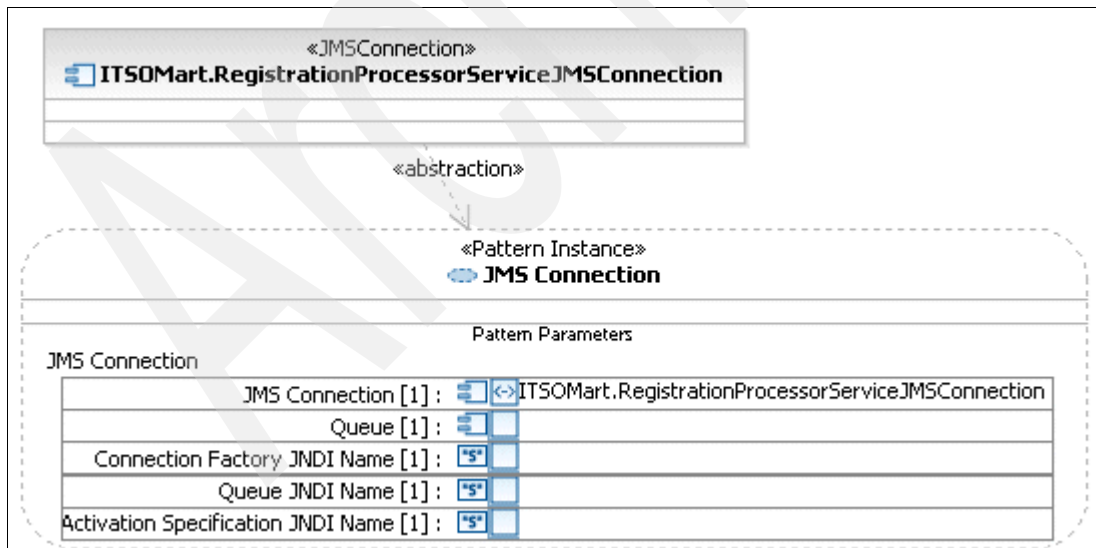 «JMSConnection»
ITSOMart.RegistrationProcessorServiceJMSConnection
«abstraction»
«Pattern Instance»
JMS Connection
Pattern Parameters
JMS Connection
JMS Connection [1] : ITSOMart.RegistrationProcessorServiceJMSConnection
Queue [1] :
Connection Factory JNDI Name [1] : "S"
Queue JNDI Name [1] : "S"
Activation Specification JNDI Name [1] : "S"